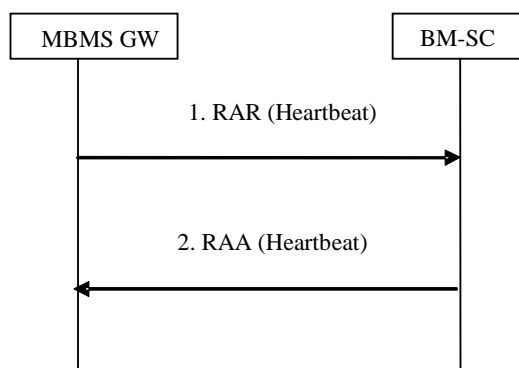 MBMS GW
BM-SC
1. RAR (Heartbeat)
2. RAA (Heartbeat)